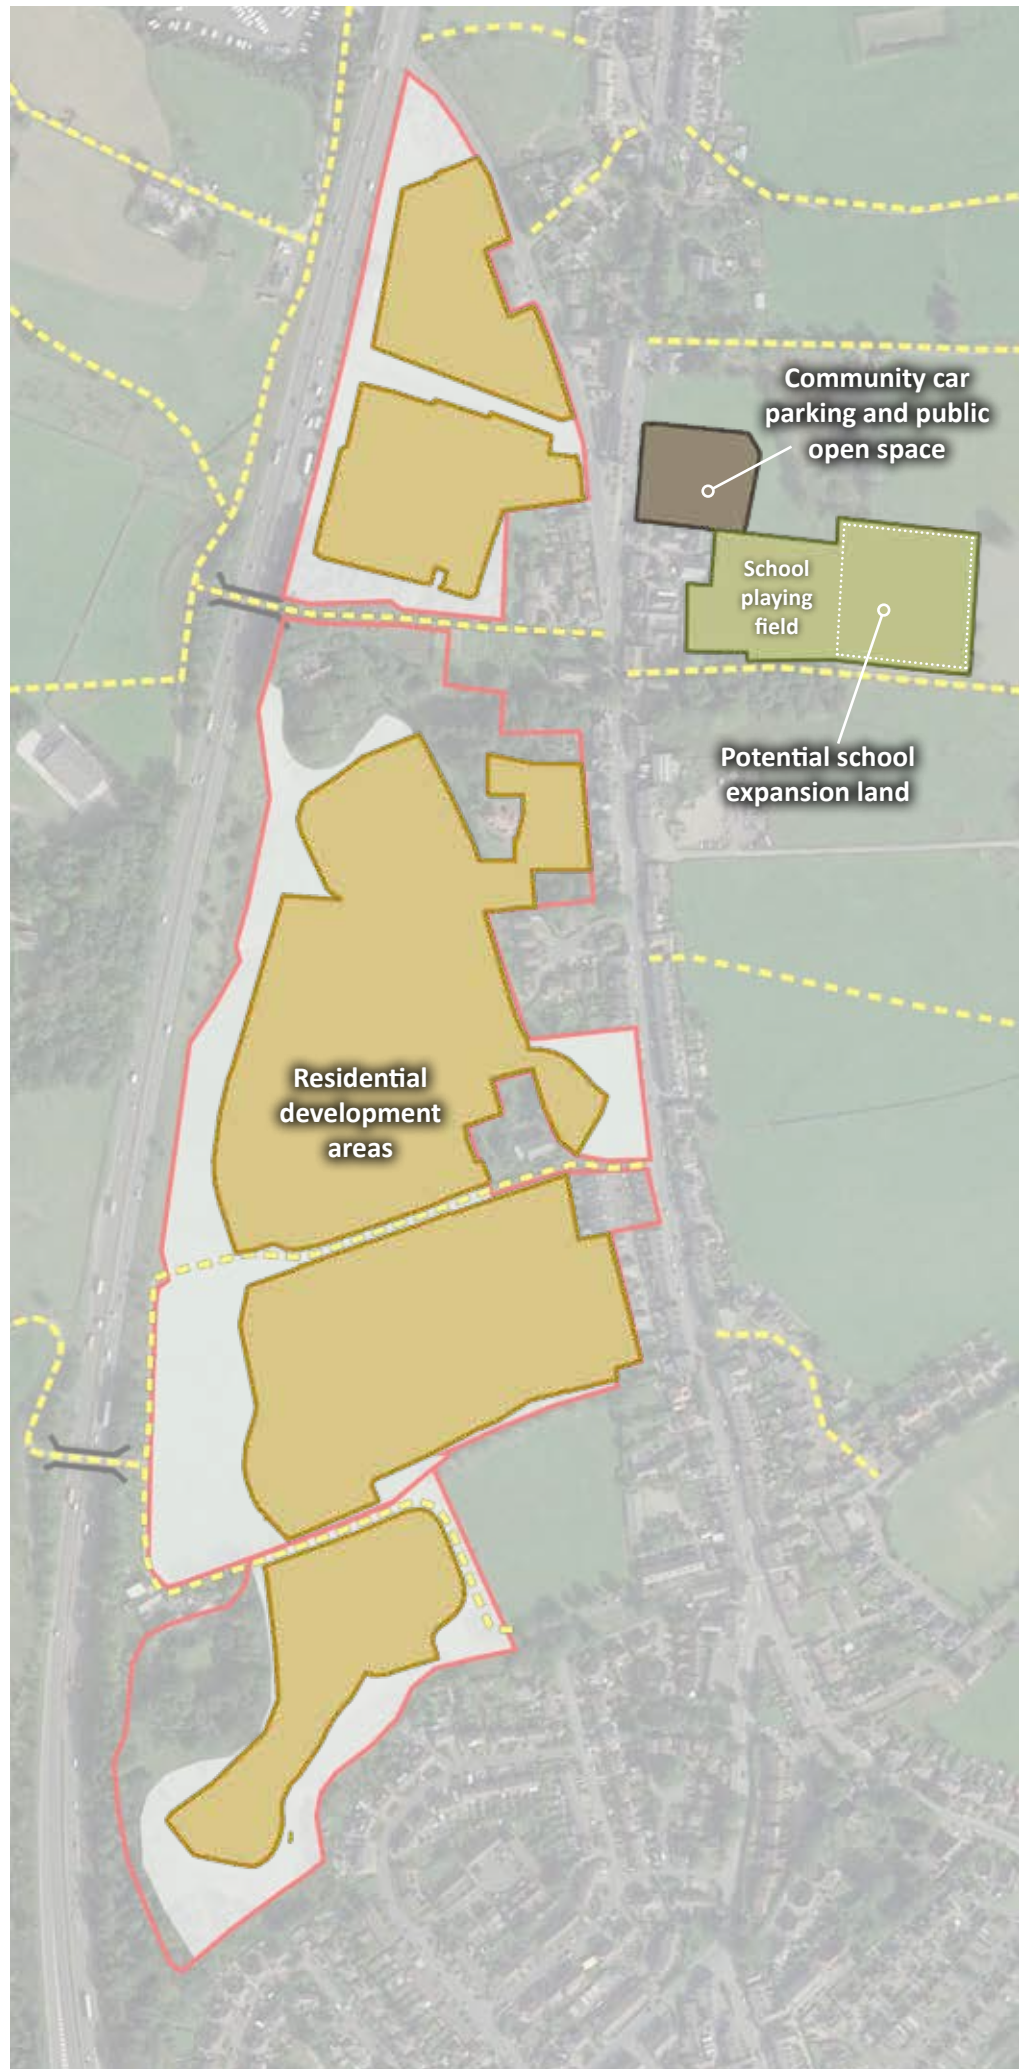 Community car
parking and public
open space
School
playing
field
Potential school
expansion land
Residential
development
areas